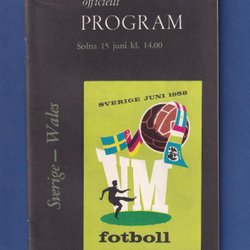 officiellt
PROGRAM
Solna 15 juni kl. 14.00
Sverige – Wales
SVERIGE JUNI 1958
VM
fotboll